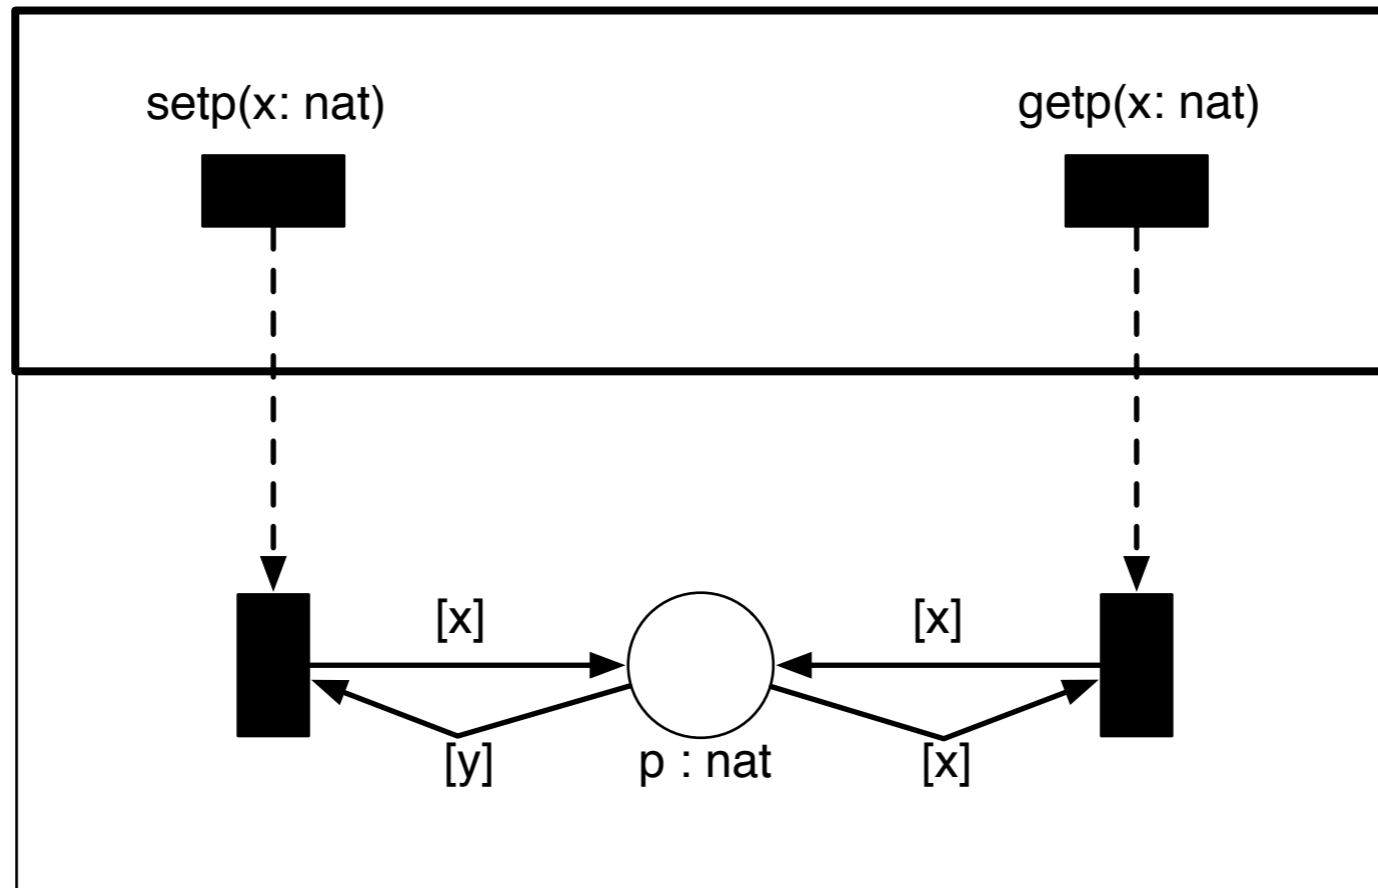 setp(x: nat)
getp(x: nat)
[x]
[x]
[y]
p : nat
[x]